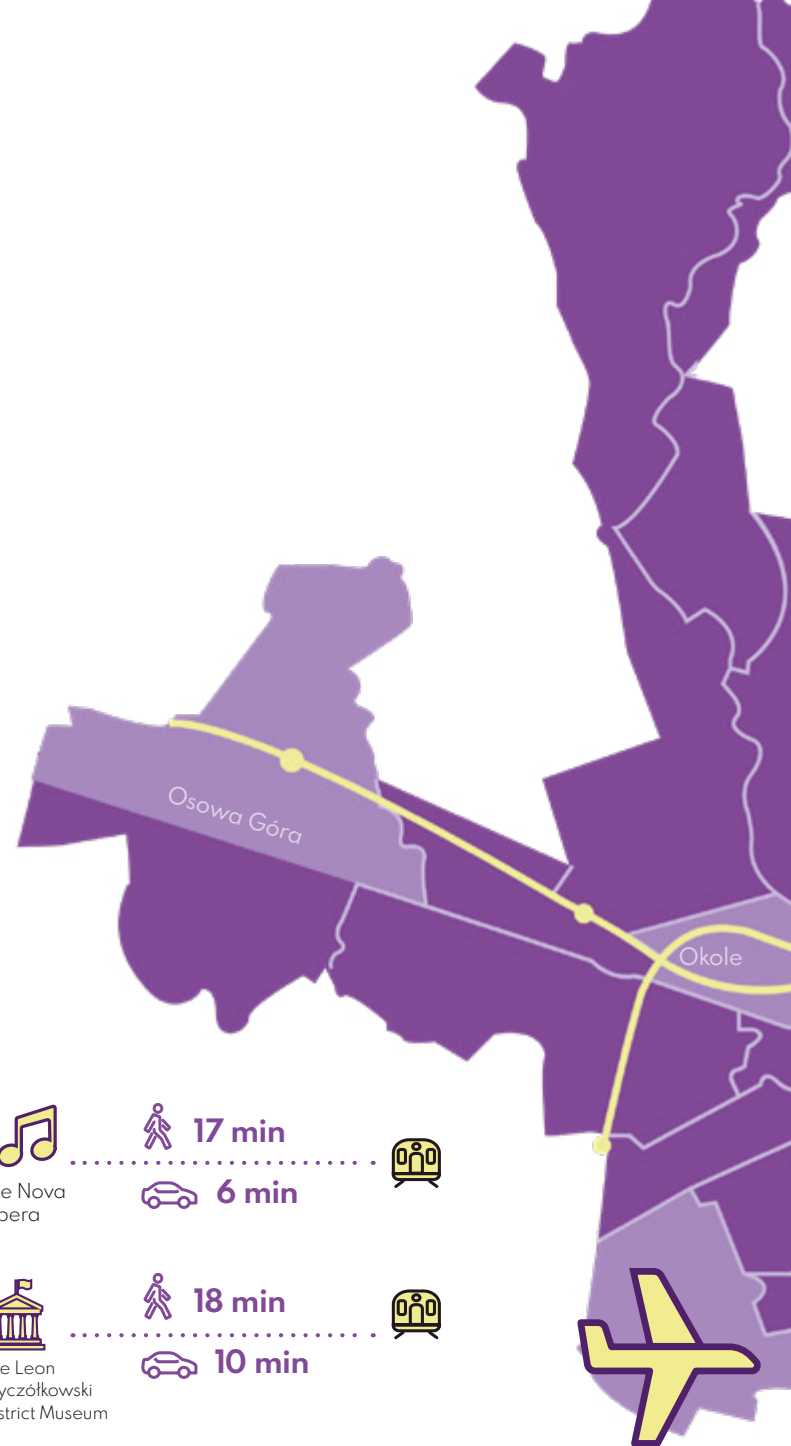 Osowa Góra
Okole
17 min
e Nova
pera
6 min
18 min
e Leon
yczółkowski
strict Museum
10 min